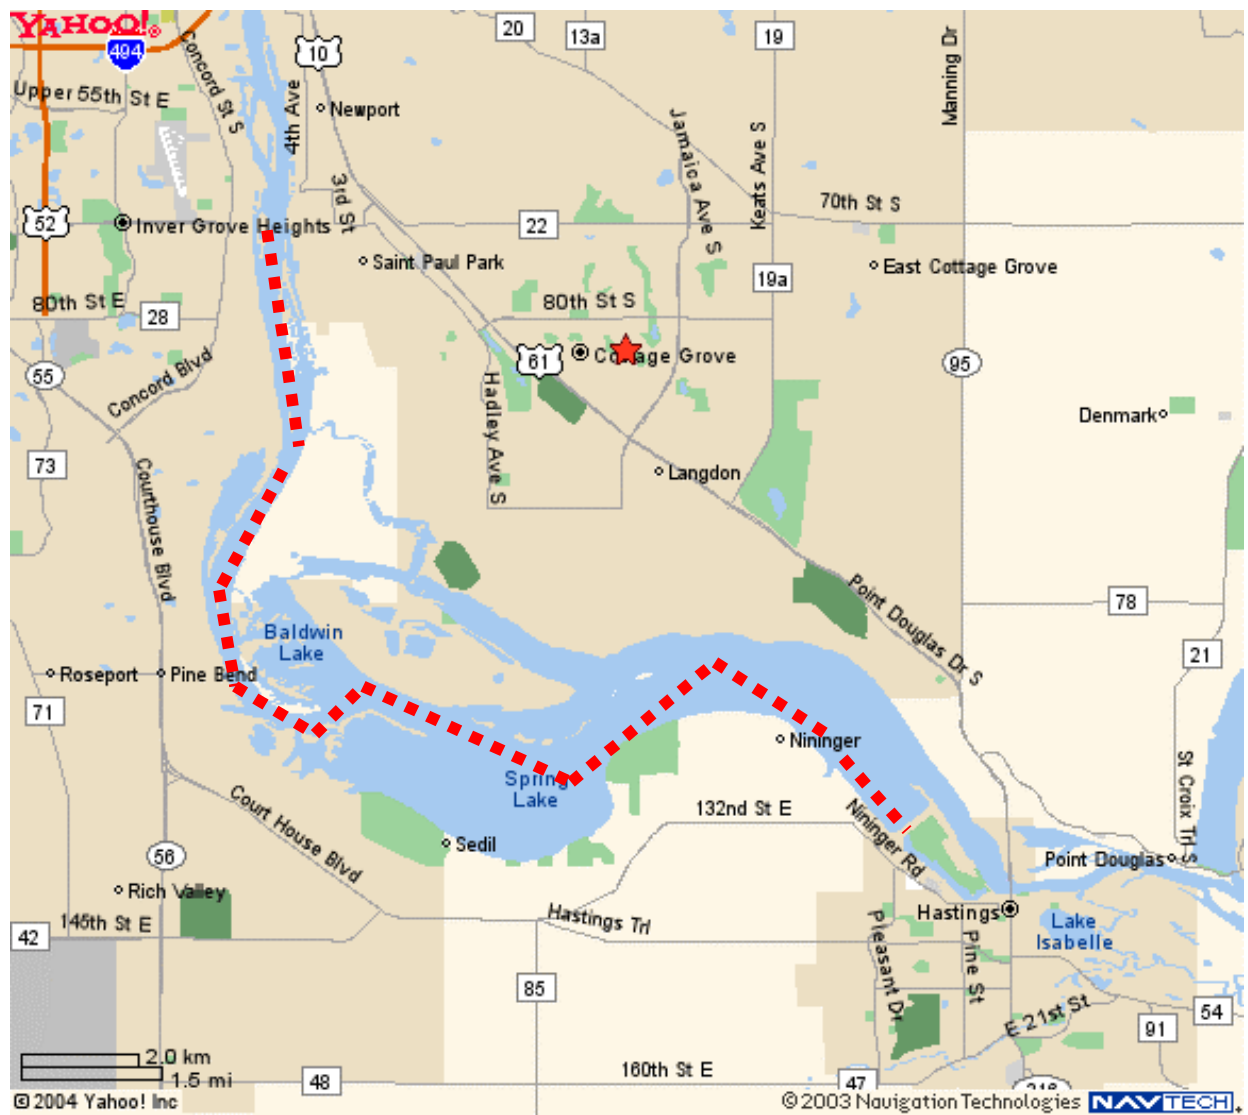 YAHOO!
494
10
20
13a
19
Manning Dr
Concord St S
Upper 55th St E
4th Ave
Newport
Jamaica Ave S
Keats Ave S
3rd St
70th St S
52
Inver Grove Heights
22
Saint Paul Park
East Cottage Grove
19a
80th St E
28
80th St S
55
Concord Blvd
61
Cottage Grove
95
Hadley Ave S
Denmark
73
Courthouse Blvd
Langdon
Point Douglas Dr S
78
Baldwin
Lake
21
Roseport
Pine Bend
71
Nininger
St Croix Trl S
Spring
Lake
Court House Blvd
132nd St E
Nininger Rd
56
Sedil
Point Douglas
Rich Valley
145th St E
42
Hastings Trl
Hastings
Lake
Isabelle
Pleasant Dr
Pine St
85
E 21st St
54
91
2.0 km
1.5 mi
48
160th St E
47
316
© 2004 Yahoo! Inc
© 2003 Navigation Technologies NAVTECH